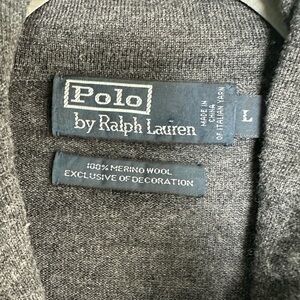 Polo
by Ralph Lauren
MADE IN
CHINA
OF ITALIAN YARN
L
100% MERINO WOOL
EXCLUSIVE OF DECORATION